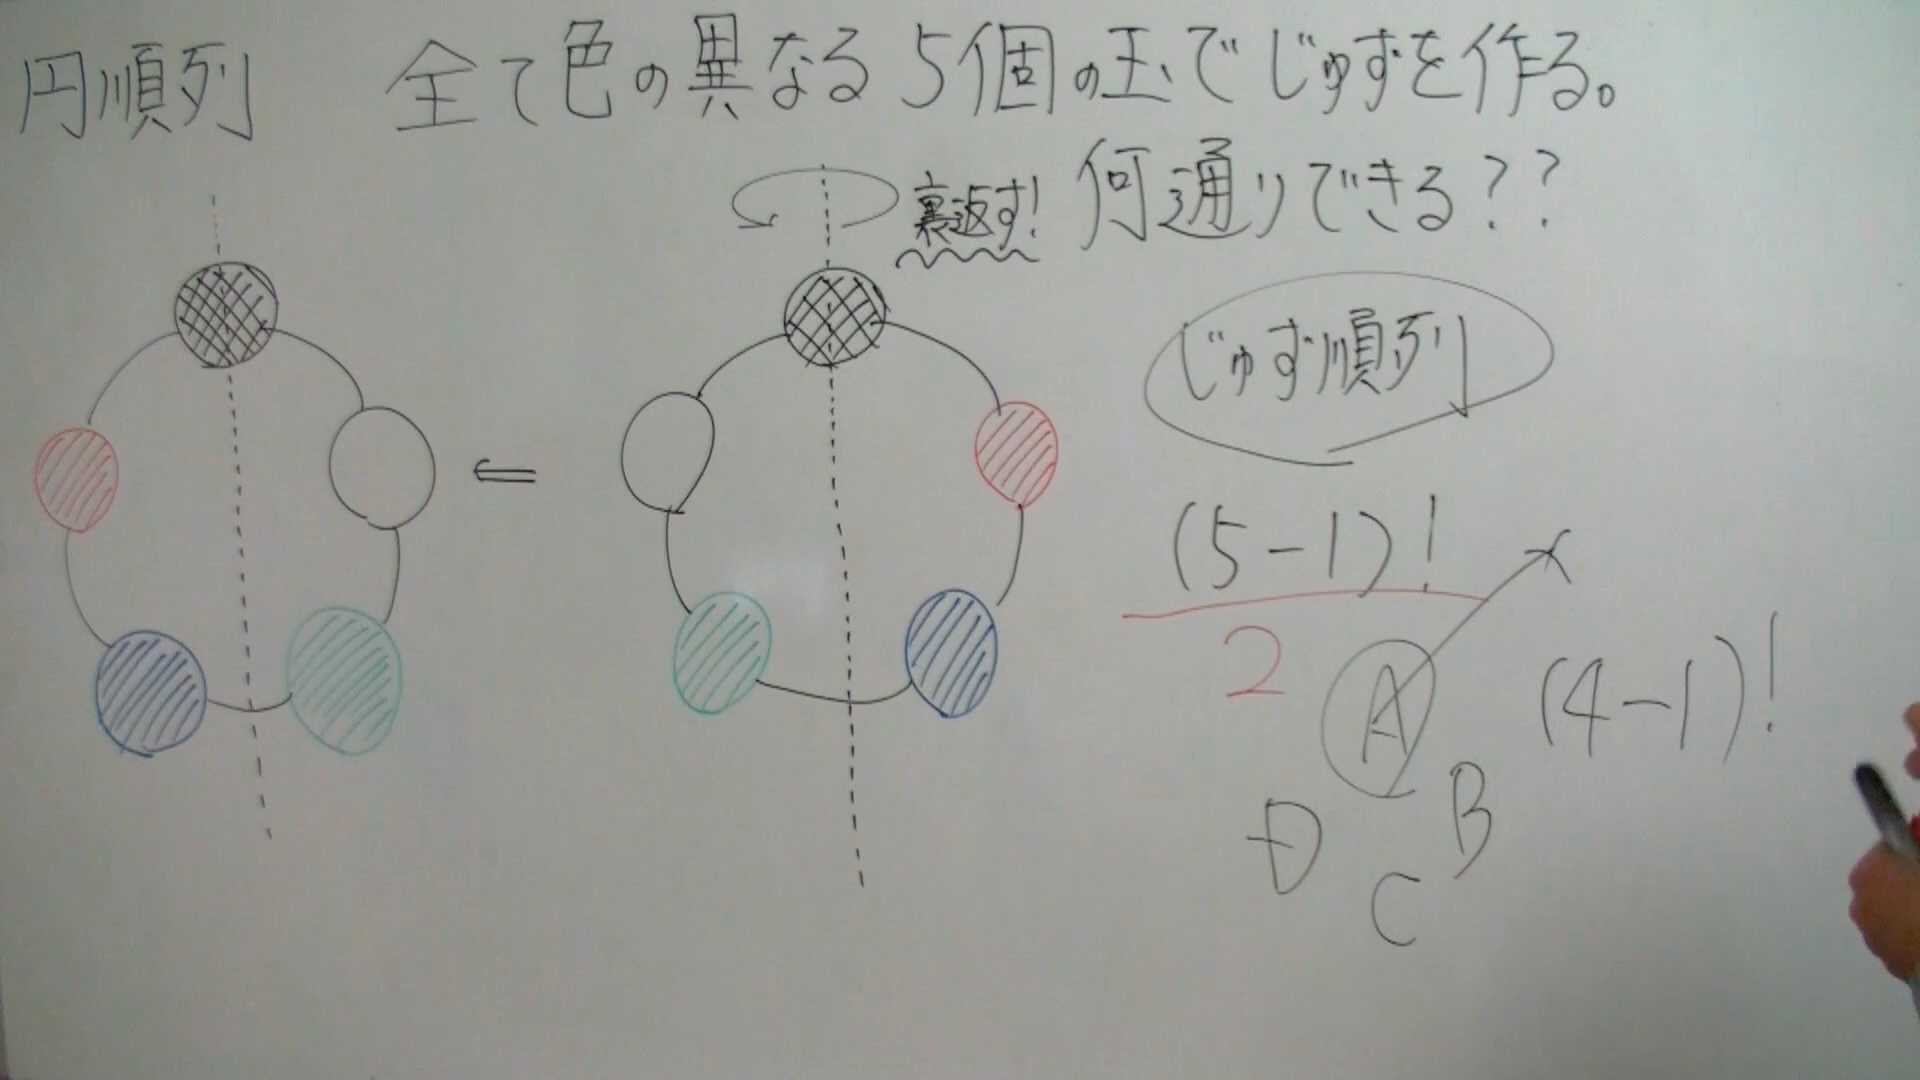 円順列 全て色の異なる5個の玉でじゅずを作る。
何通りできる??
裏返す!
じゅず順列
(5-1)!
2
A
B
C
D
(4-1)!